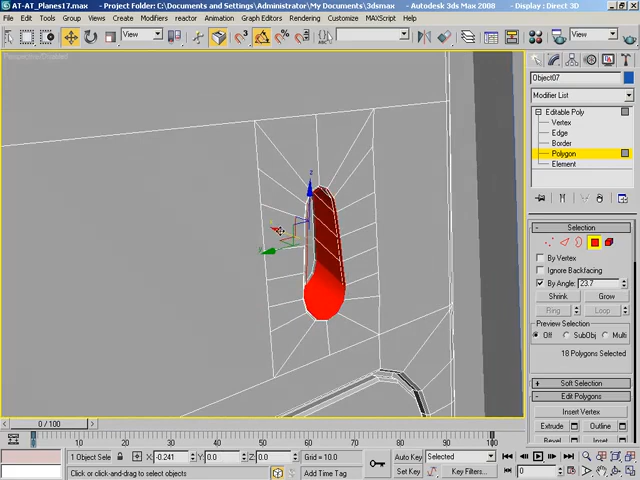 AT-AT_Planes17.max - Project Folder: C:\Documents and Settings\Administrator\My Documents\3dsmax - Autodesk 3ds Max 2008 - Display : Direct 3D
File Edit Tools Group Views Create Modifiers reactor Animation Graph Editors Rendering Customize MAXScript Help
View
View
Object07
Modifier List
Editable Poly
Vertex
Edge
Border
Polygon
Element
Selection
By Vertex
Ignore Backfacing
By Angle: 23.7
Shrink Grow
Ring Loop
Preview Selection
Off SubObj Multi
18 Polygons Selected
Soft Selection
Edit Polygons
Insert Vertex
Extrude Outline
Bevel Inset
z
0 / 100
0 10 20 30 40 50 60 70 80 90 100
1 Object Sele X: -0.241 Y: 0.0 Z: 0.0 Grid = 10.0 Auto Key Selected
Click or click-and-drag to select objects Add Time Tag Set Key Key Filters... 0